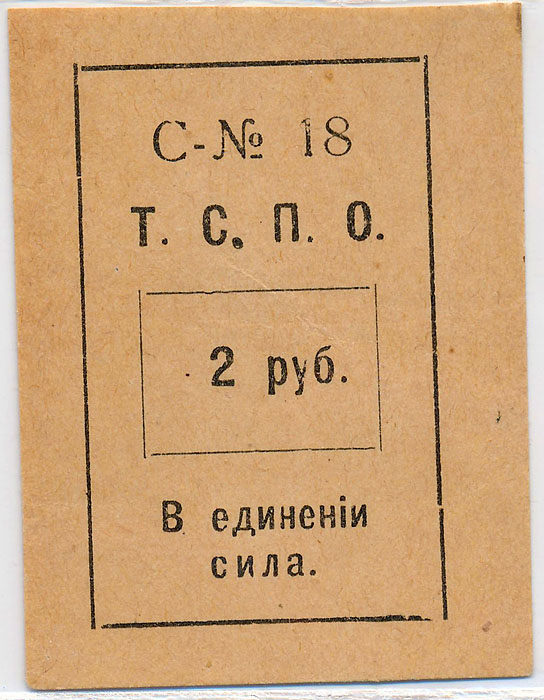 С-№ 18
Т. С. П. О.
2 руб.
В единеніи
сила.